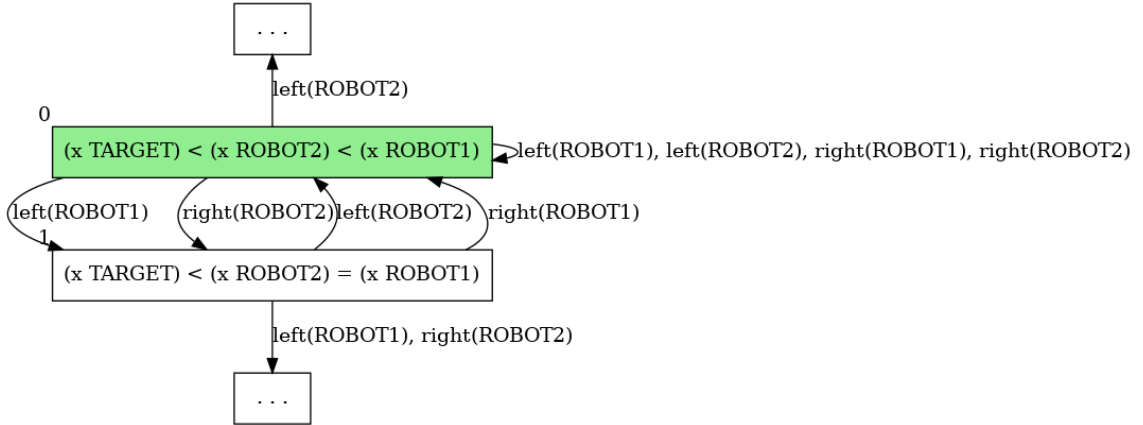 . . .
left(ROBOT2)
0
(x TARGET) < (x ROBOT2) < (x ROBOT1)
left(ROBOT1), left(ROBOT2), right(ROBOT1), right(ROBOT2)
left(ROBOT1)
right(ROBOT2)
left(ROBOT2)
right(ROBOT1)
1
(x TARGET) < (x ROBOT2) = (x ROBOT1)
left(ROBOT1), right(ROBOT2)
. . .